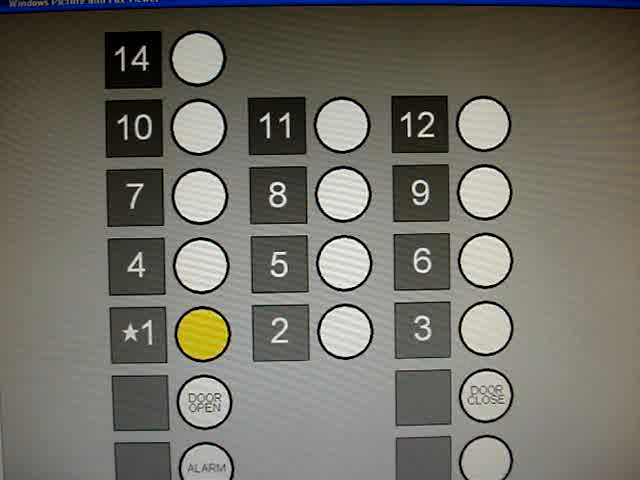 Windows Picture and Fax Viewer
14
10 11 12
7 8 9
4 5 6
★1 2 3
DOOR
OPEN
DOOR
CLOSE
ALARM